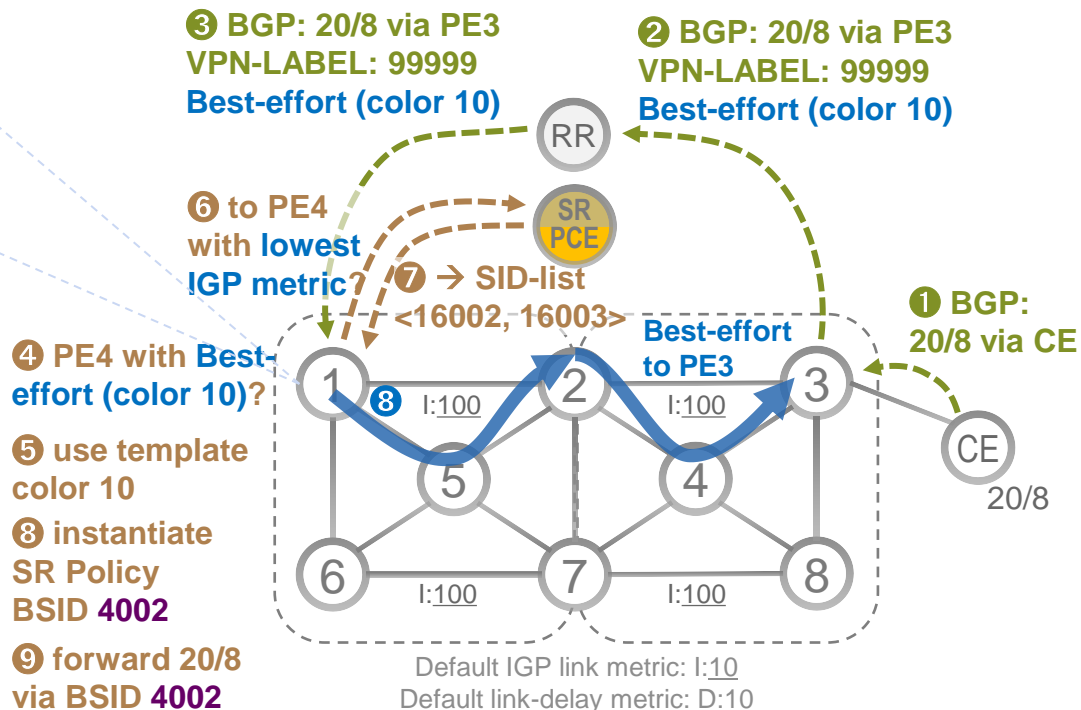 ❸ BGP: 20/8 via PE3
VPN-LABEL: 99999
Best-effort (color 10)
❷ BGP: 20/8 via PE3
VPN-LABEL: 99999
Best-effort (color 10)
RR
❻ to PE4
with lowest
IGP metric?
SR
PCE
❼ → SID-list
<16002, 16003>
❶ BGP:
20/8 via CE
❹ PE4 with Best-
effort (color 10)?
Best-effort
to PE3
1
❽
I:100
2
I:100
3
❺ use template
color 10
5
4
CE
20/8
❽ instantiate
SR Policy
BSID 4002
6
I:100
7
I:100
8
❾ forward 20/8
via BSID 4002
Default IGP link metric: I:10
Default link-delay metric: D:10